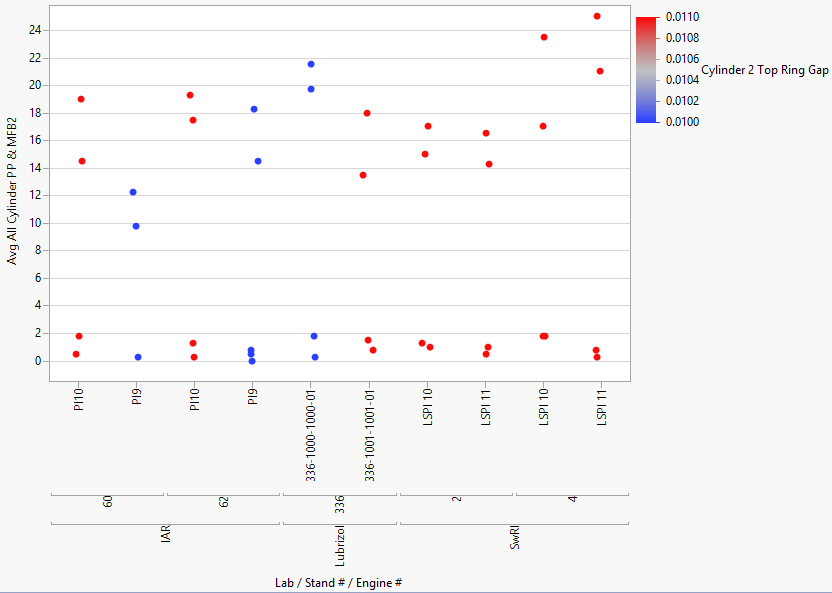 24
22
20
18
16
14
12
10
8
6
4
2
0
Avg All Cylinder PP & MFB2
0.0110
0.0108
0.0106
0.0104
0.0102
0.0100
Cylinder 2 Top Ring Gap
PI10
PI9
PI10
PI9
336-1000-1000-01
336-1001-1001-01
LSPI 10
LSPI 11
LSPI 10
LSPI 11
60
62
336
2
4
IAR
Lubrizol
SwRI
Lab / Stand # / Engine #